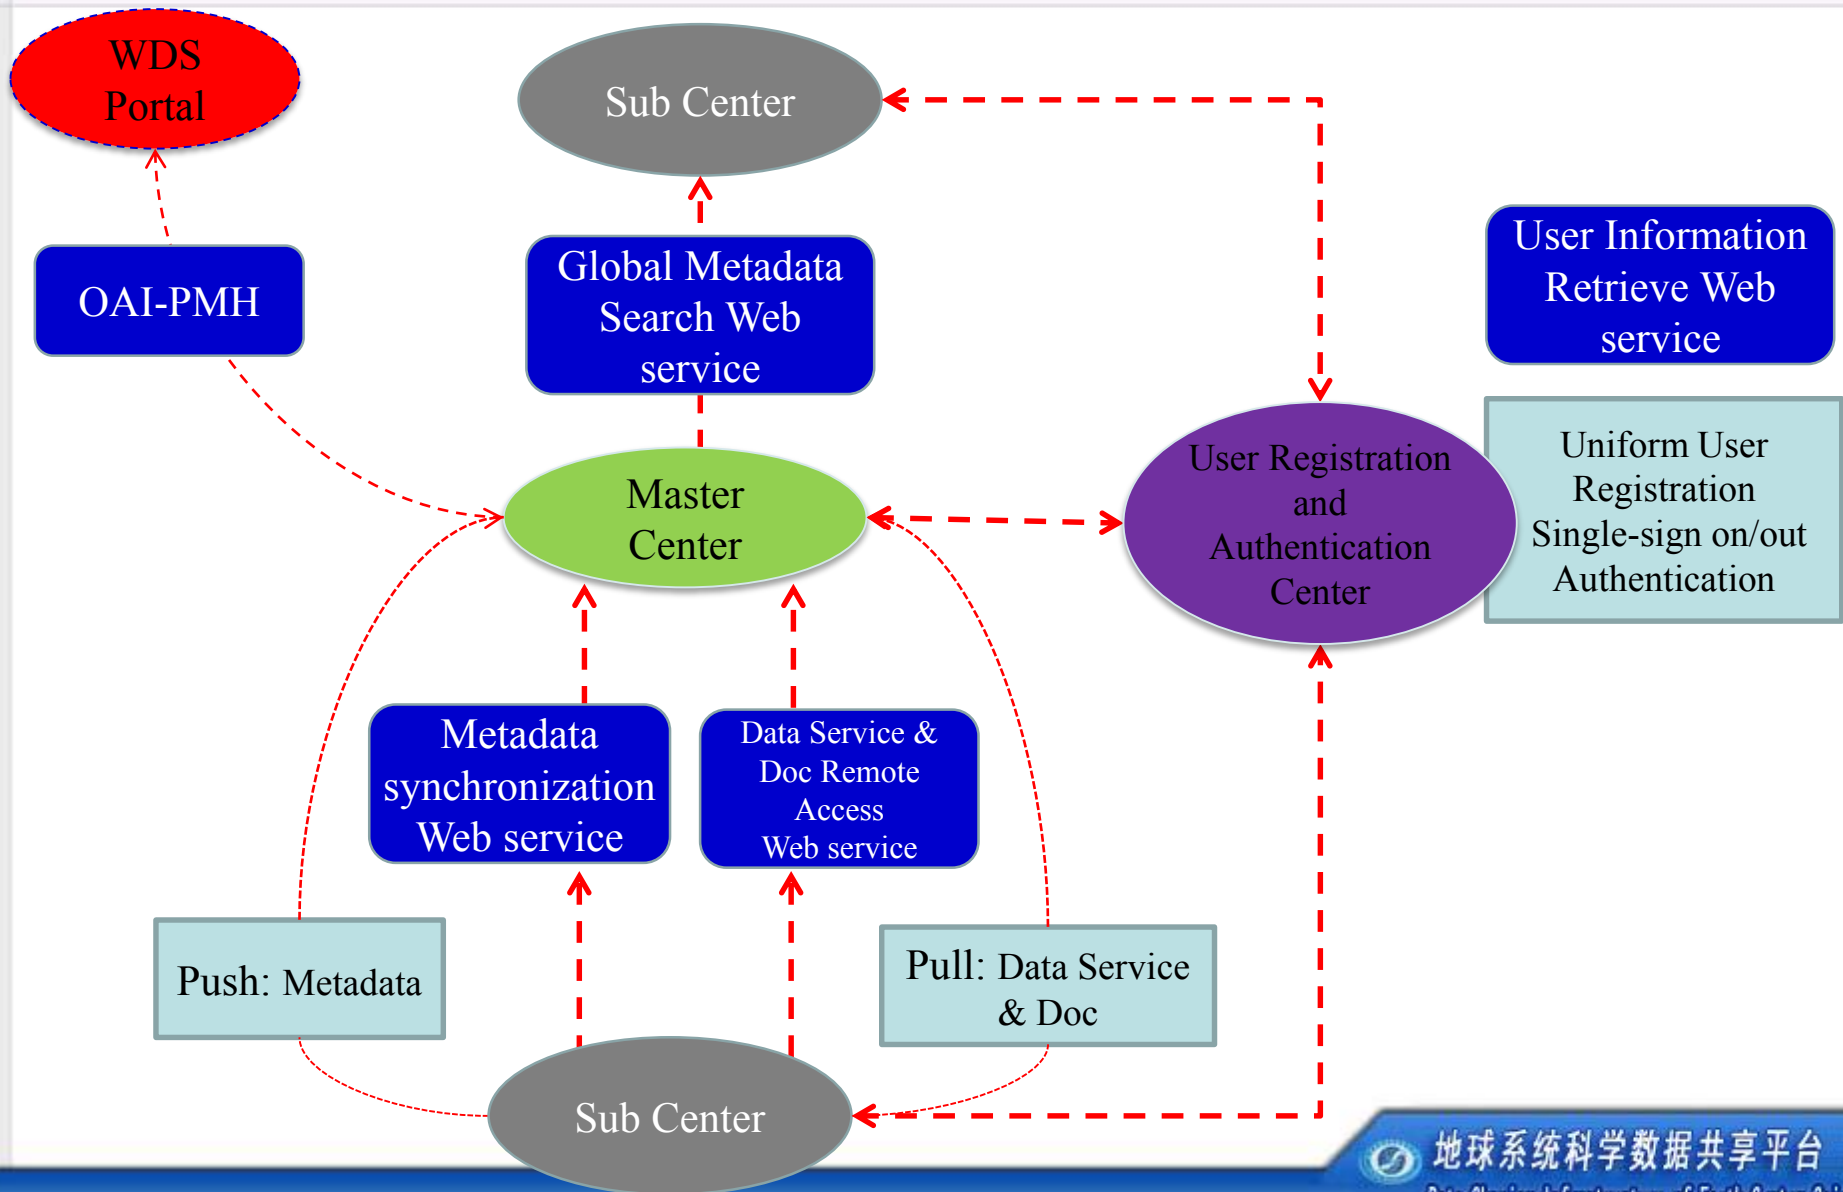 WDS
Portal
Sub Center
OAI-PMH
Global Metadata
Search Web
service
User Information
Retrieve Web
service
Master
Center
User Registration
and
Authentication
Center
Uniform User
Registration
Single-sign on/out
Authentication
Metadata
synchronization
Web service
Data Service &
Doc Remote
Access
Web service
Push: Metadata
Pull: Data Service
& Doc
Sub Center
地球系统科学数据共享平台